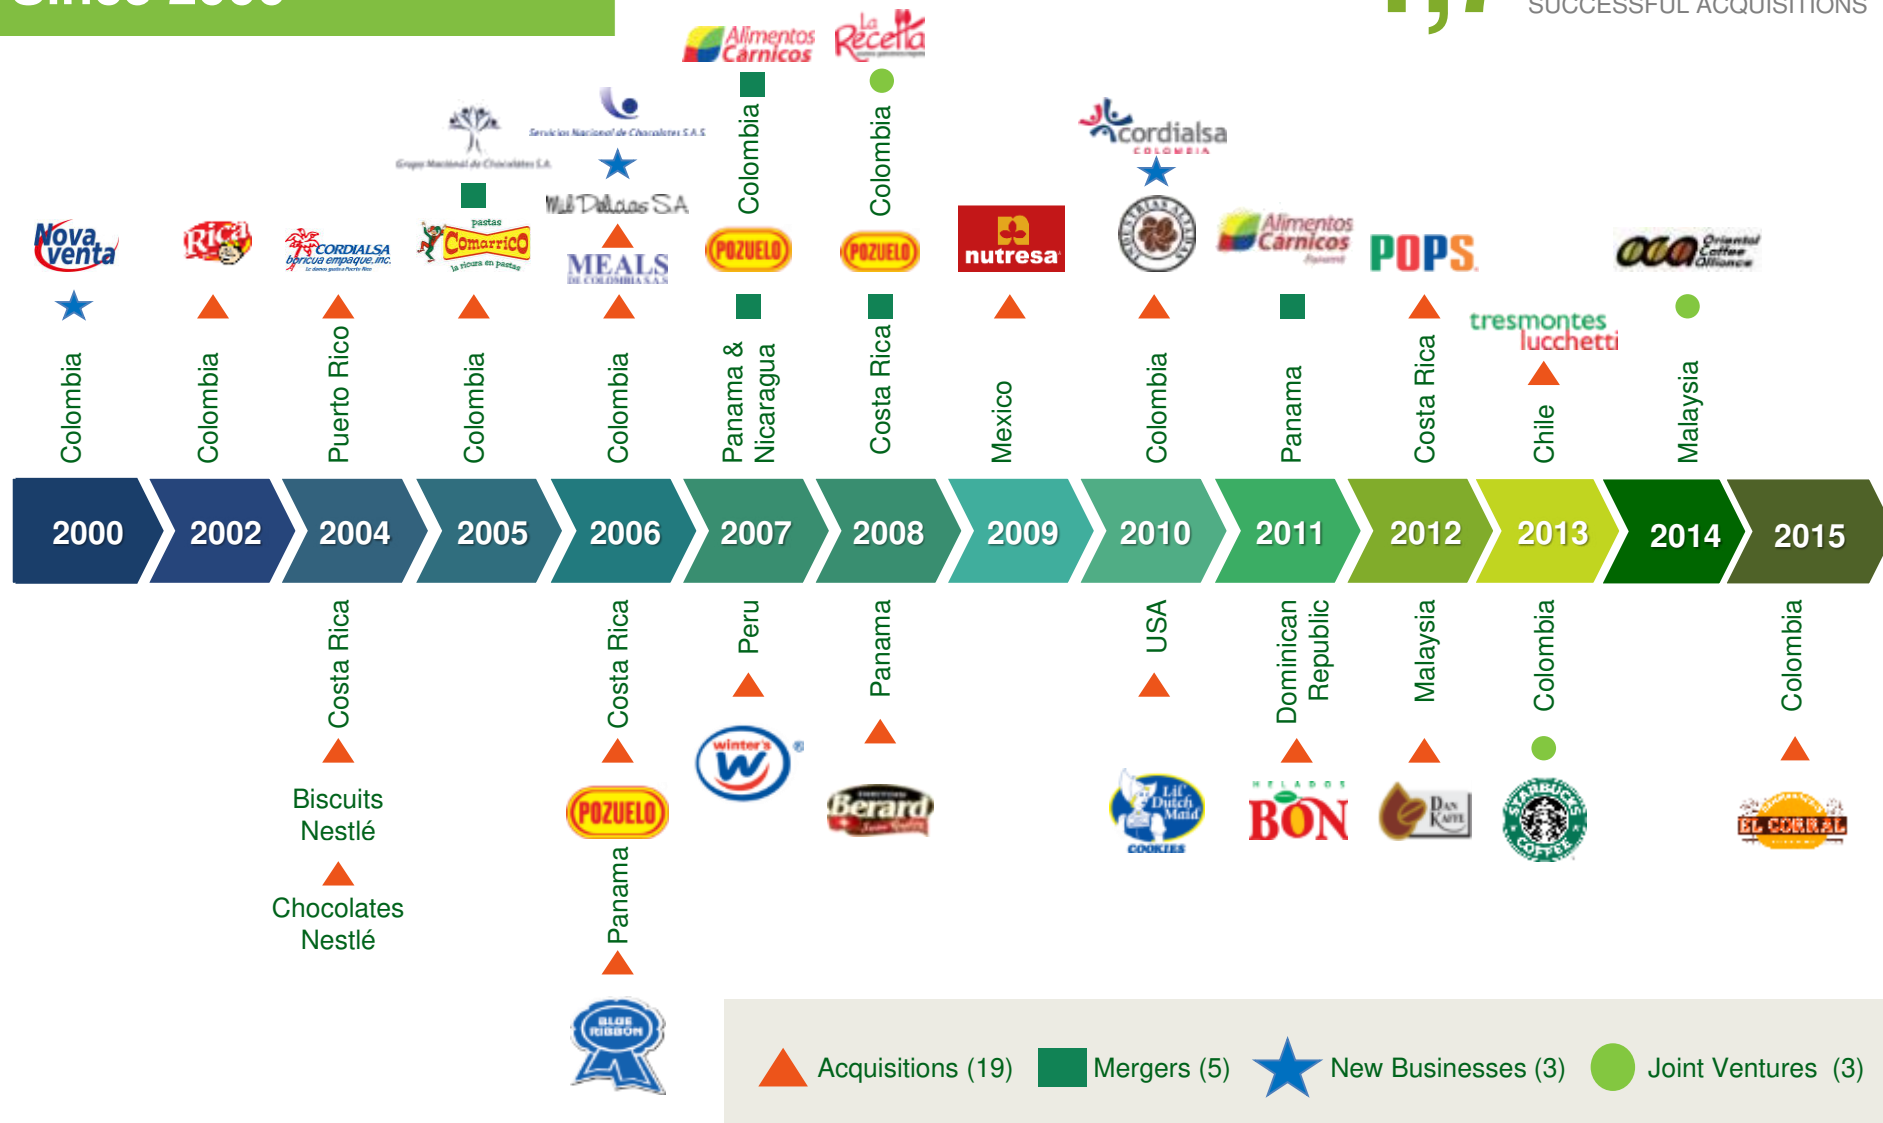 SUCCESSFUL ACQUISITIONS
Alimentos
Cárnicos
La
Receta
Colombia
Colombia
Grupo Nacional de Chocolates S.A.
Servicios Nacional de Chocolates S.A.S
Mil Delicias S.A
MEALS
DE COLOMBIA S.A.S
cordialsa
COLOMBIA
Nova
venta
Rica
CORDIALSA
boricua empaque, inc.
pastas
Comarrico
la ricura en pastas
POZUELO
POZUELO
nutresa
Alimentos
Cárnicos
Panamá
POPS
tresmontes
lucchetti
Oriental
Coffee
Alliance
Colombia
Colombia
Puerto Rico
Colombia
Colombia
Panama &
Nicaragua
Costa Rica
Mexico
Colombia
Panama
Costa Rica
Chile
Malaysia
2000
2002
2004
2005
2006
2007
2008
2009
2010
2011
2012
2013
2014
2015
Costa Rica
Biscuits
Nestlé
Chocolates
Nestlé
Costa Rica
POZUELO
Panama
BLUE
RIBBON
Peru
winter's
W
®
Panama
Berard
USA
Lil'
Dutch
Maid
COOKIES
Dominican
Republic
HELADOS
BON
Malaysia
DAN
KAFFE
Colombia
STARBUCKS
COFFEE
Colombia
EL CORRAL
Acquisitions (19)
Mergers (5)
New Businesses (3)
Joint Ventures (3)